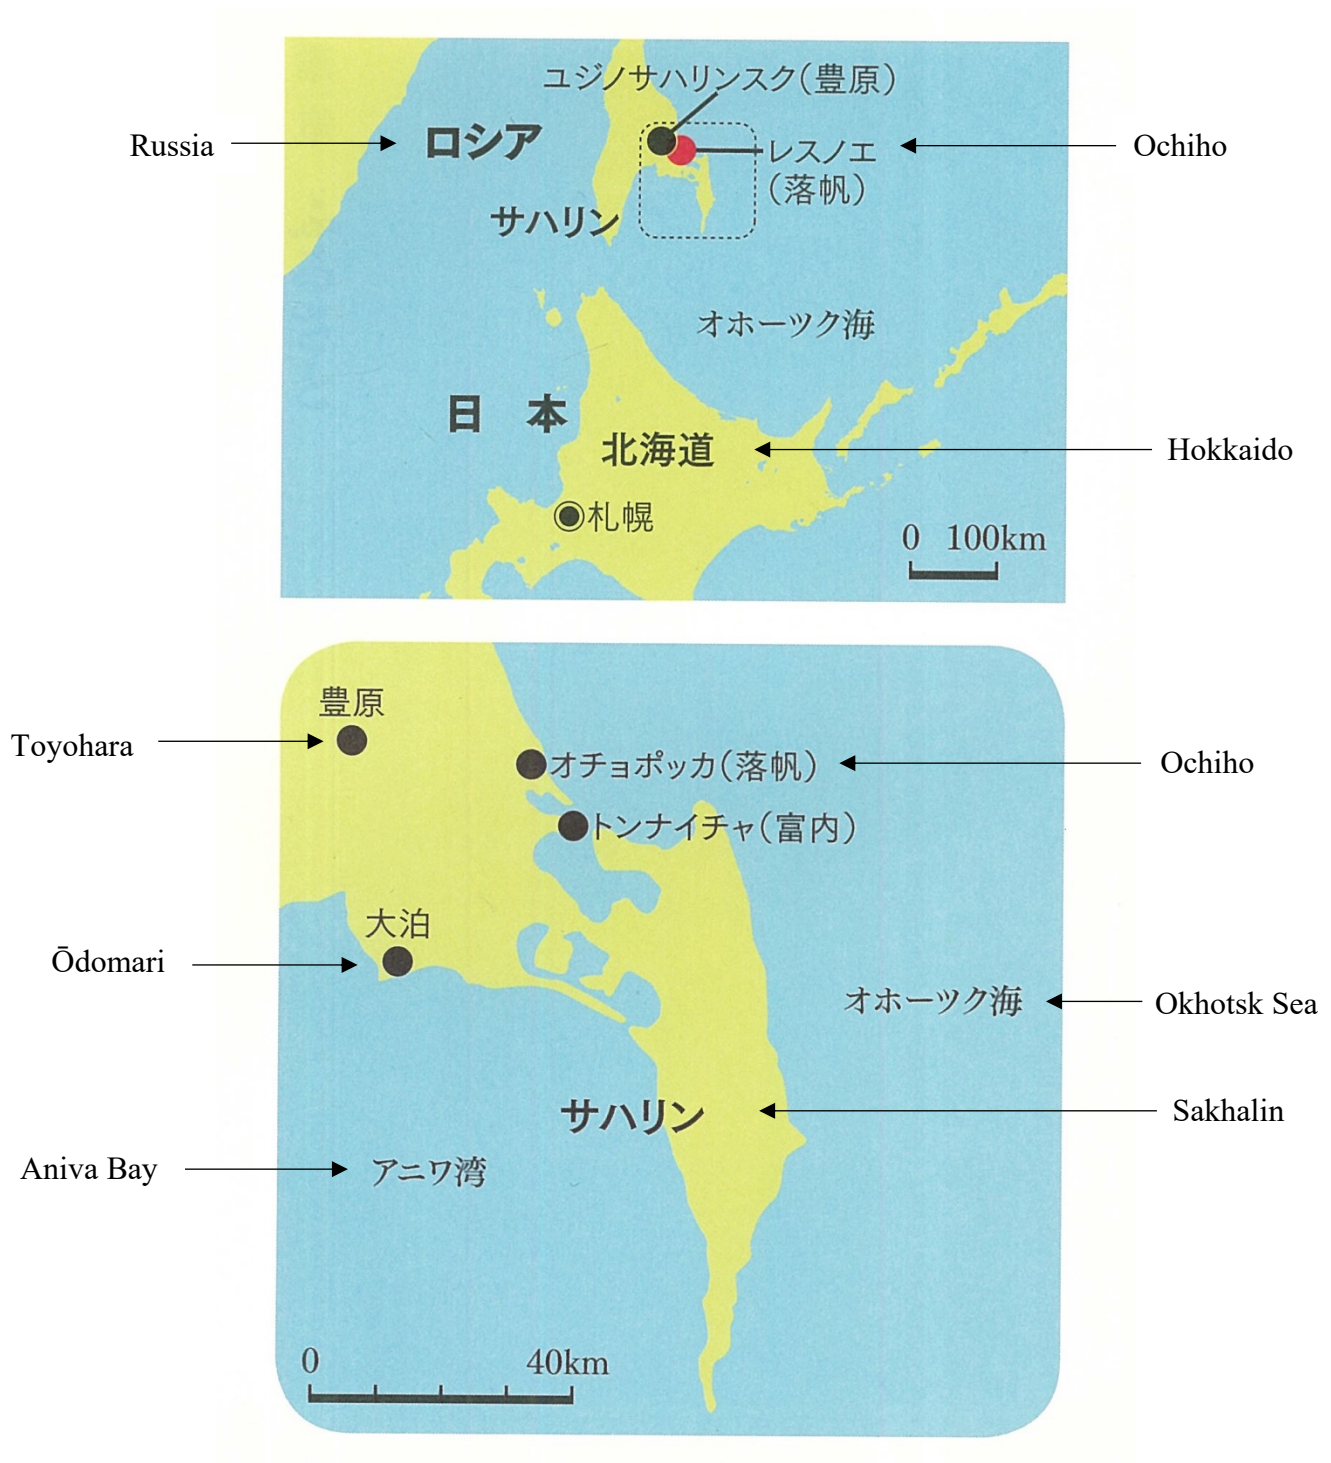 ユジノサハリンスク(豊原)
Russia
ロシア
レスノエ
(落帆)
Ochiho
サハリン
オホーツク海
日 本
北海道
Hokkaido
札幌
0 100km
豊原
Toyohara
オチョポッカ(落帆)
Ochiho
トンナイチャ(富内)
大泊
Ōdomari
オホーツク海
Okhotsk Sea
サハリン
Sakhalin
Aniva Bay
アニワ湾
0 40km